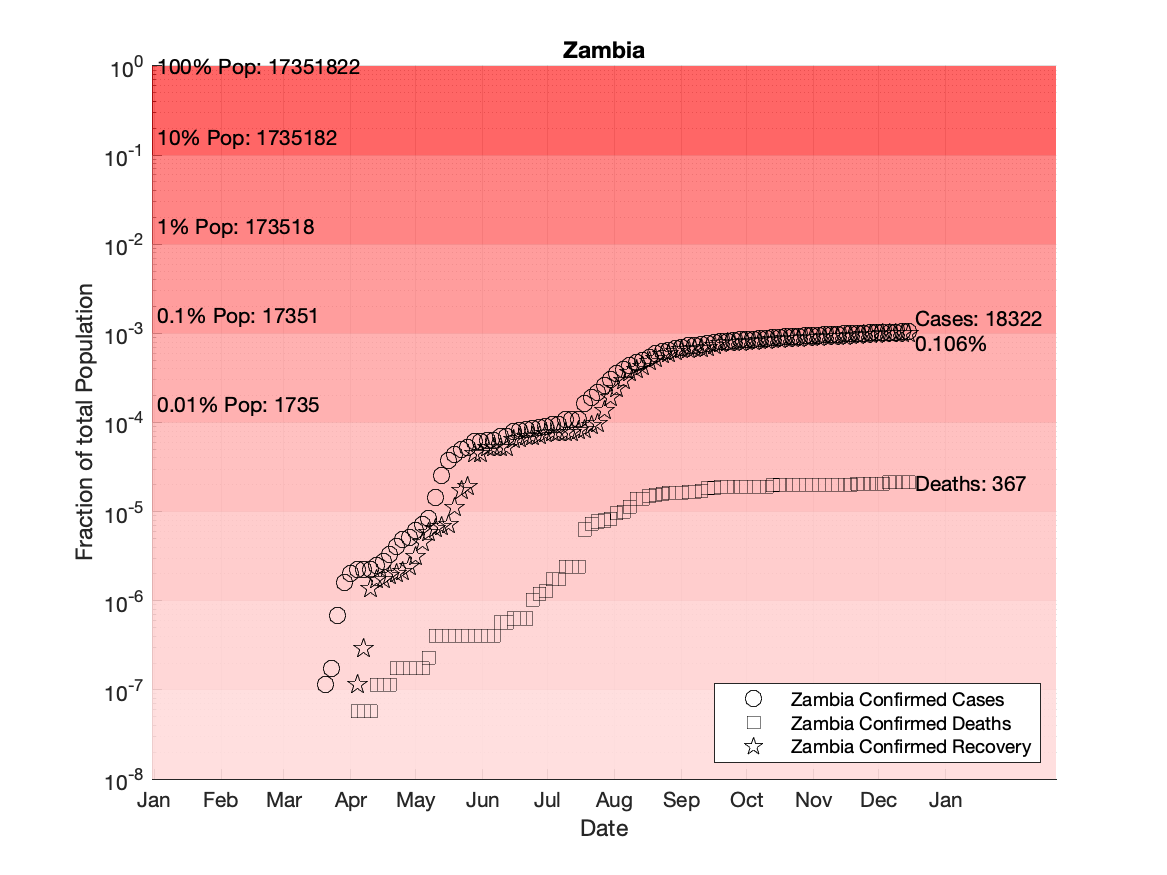 Zambia
10^0
100% Pop: 17351822
10% Pop: 1735182
10^-1
1% Pop: 173518
10^-2
0.1% Pop: 17351
10^-3
Cases: 18322
0.106%
0.01% Pop: 1735
10^-4
Deaths: 367
10^-5
10^-6
10^-7
10^-8
Fraction of total Population
Zambia Confirmed Cases
Zambia Confirmed Deaths
Zambia Confirmed Recovery
Jan Feb Mar Apr May Jun Jul Aug Sep Oct Nov Dec Jan
Date